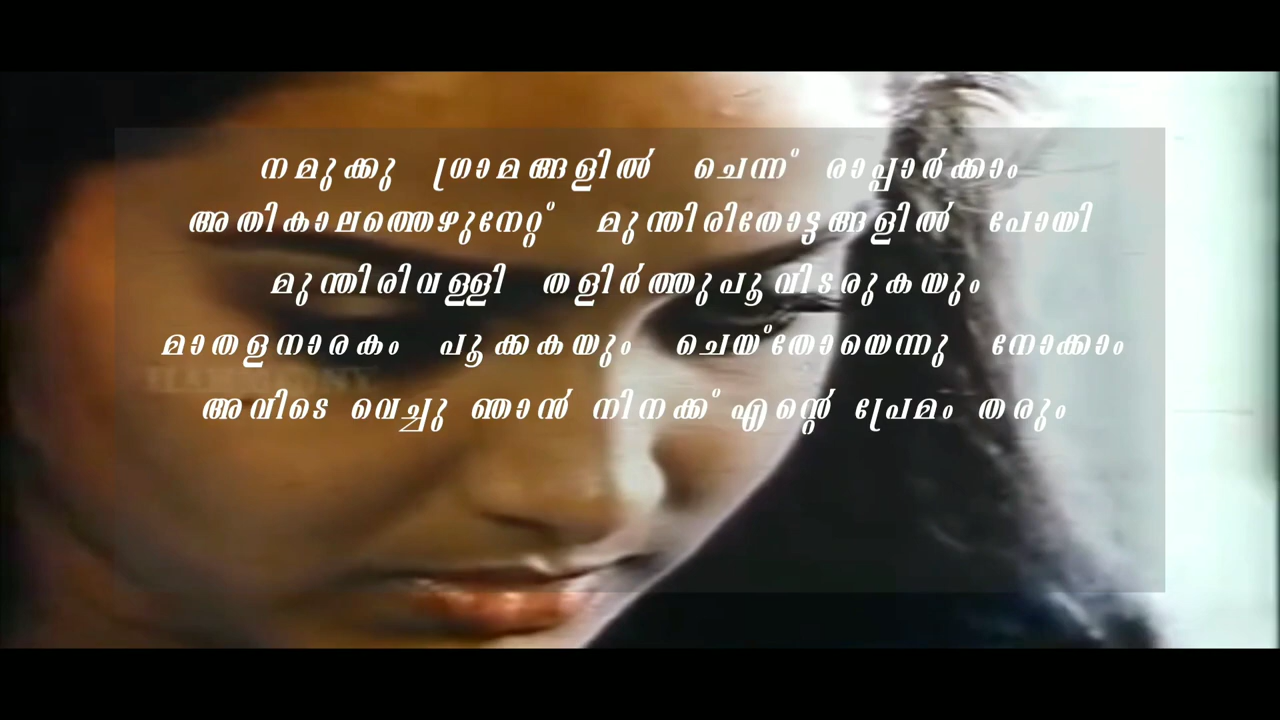 നമുക്കു ഗ്രാമങ്ങളിൽ ചെന്ന് രാപ്പാർക്കാം
അതികാലത്തെഴുന്നേറ്റ് മുന്തിരിതോട്ടങ്ങളിൽ പോയി
മുന്തിരിവള്ളി തളിർത്തുപൂവിടരുകയും
മാതളനാരകം പൂക്കകയും ചെയ്തോയെന്നു നോക്കാം
അവിടെ വെച്ചു ഞാൻ നിനക്ക് എന്റെ പ്രേമം തരും